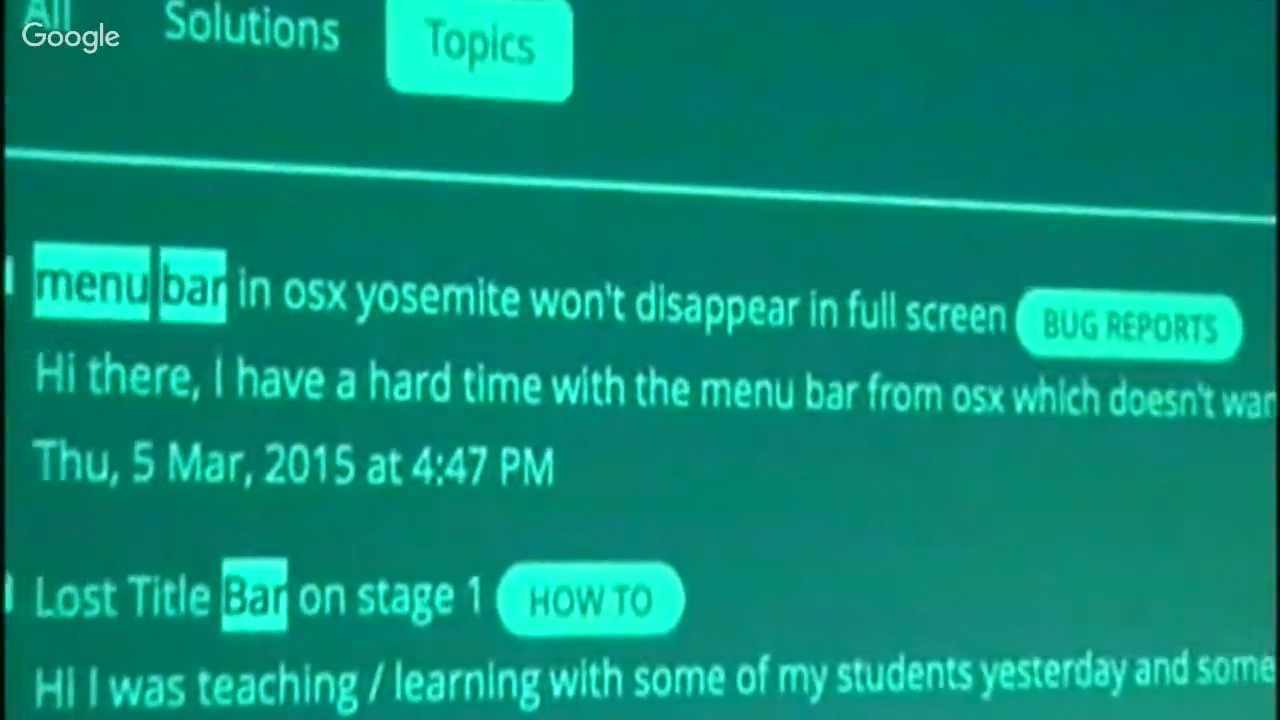 All Solutions Topics
Google
menu bar in osx yosemite won't disappear in full screen BUG REPORTS
Hi there, I have a hard time with the menu bar from osx which doesn't
Thu, 5 Mar, 2015 at 4:47 PM
Lost Title Bar on stage 1 HOW TO
Hi I was teaching / learning with some of my students yesterday and some